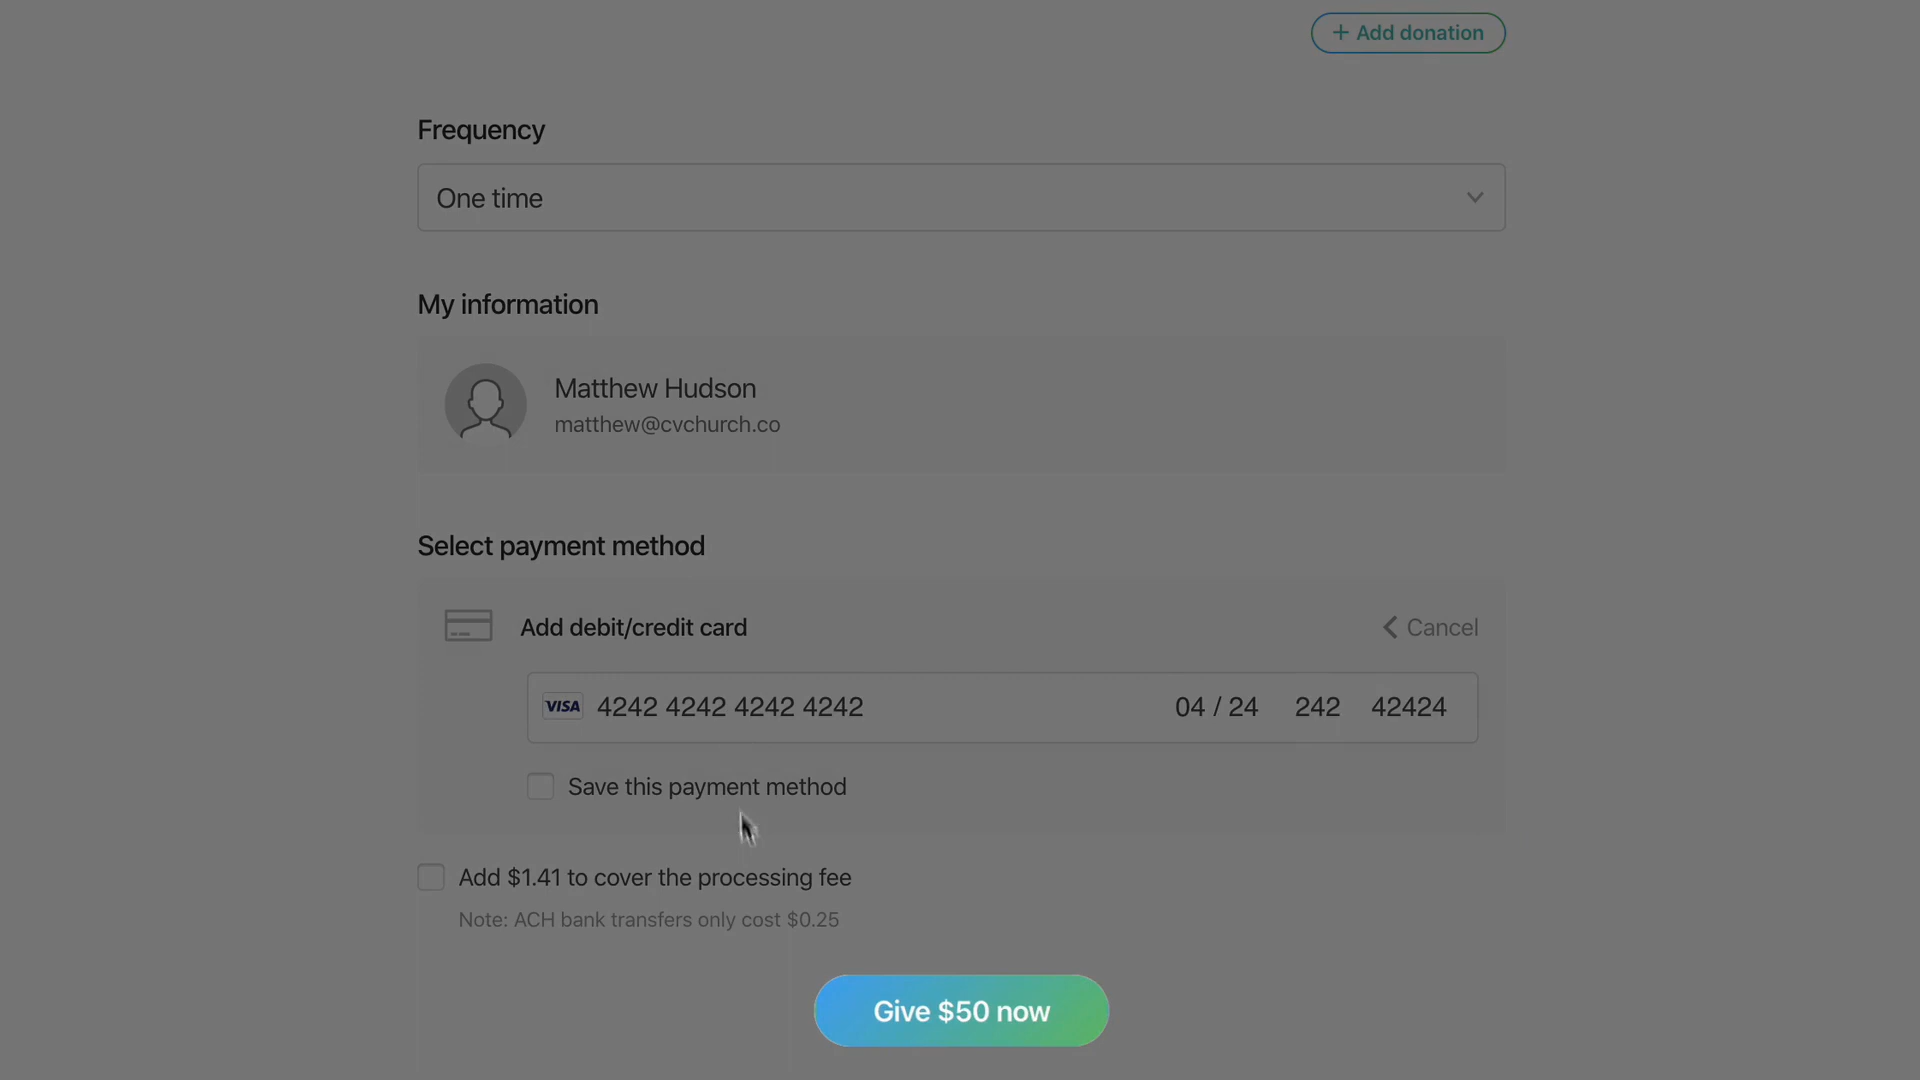 + Add donation
Frequency
One time
My information
Matthew Hudson
matthew@cvchurch.co
Select payment method
Add debit/credit card
Cancel
VISA 4242 4242 4242 4242 04 / 24 242 42424
Save this payment method
Add $1.41 to cover the processing fee
Note: ACH bank transfers only cost $0.25
Give $50 now